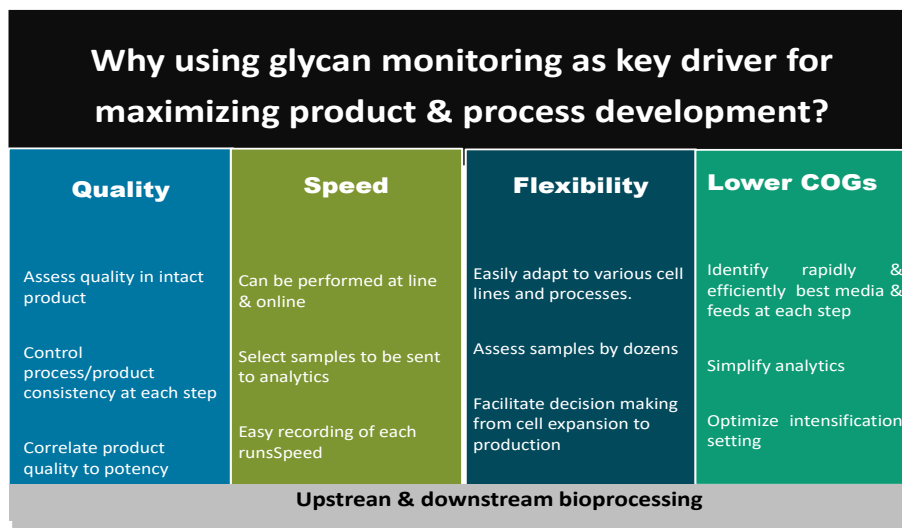 Why using glycan monitoring as key driver for
maximizing product & process development?
Quality
Assess quality in intact
product
Control
process/product
consistency at each step
Correlate product
quality to potency
Speed
Can be performed at line
& online
Select samples to be sent
to analytics
Easy recording of each
runsSpeed
Flexibility
Easily adapt to various cell
lines and processes.
Assess samples by dozens
Facilitate decision making
from cell expansion to
production
Lower COGs
Identify rapidly &
efficiently best media &
feeds at each step
Simplify analytics
Optimize intensification
setting
Upstrean & downstream bioprocessing